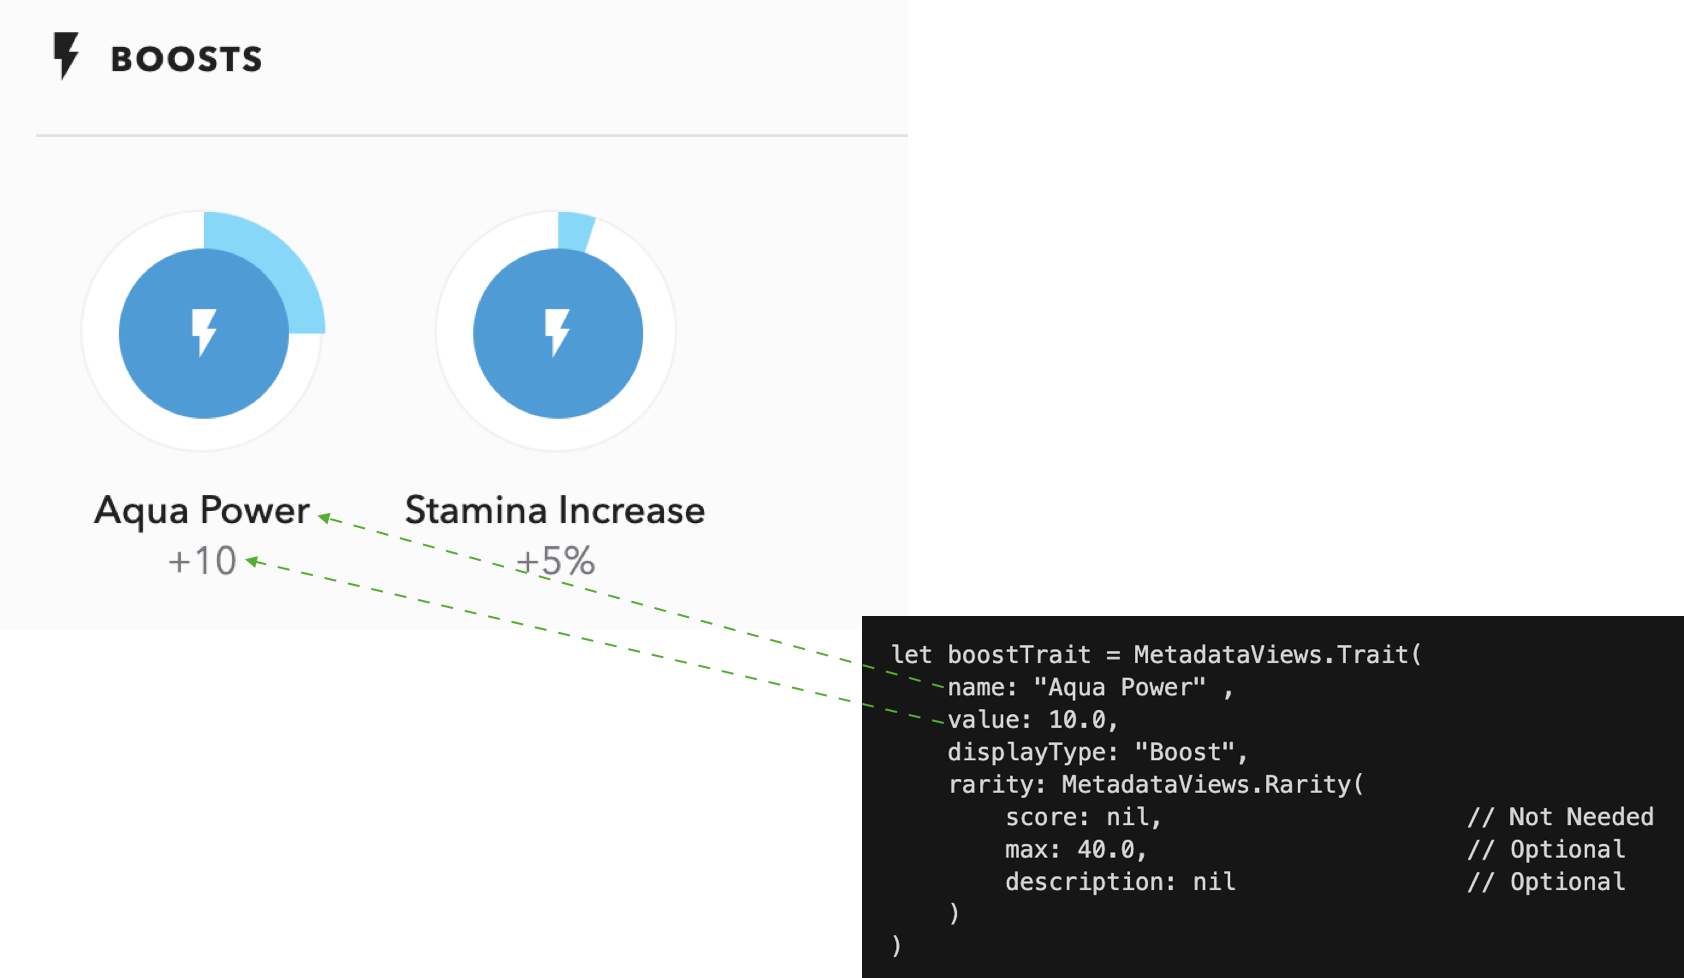 BOOSTS
Aqua Power
+10
Stamina Increase
+5%
let boostTrait = MetadataViews.Trait(
name: "Aqua Power" ,
value: 10.0,
displayType: "Boost",
rarity: MetadataViews.Rarity(
score: nil, // Not Needed
max: 40.0, // Optional
description: nil // Optional
)
)